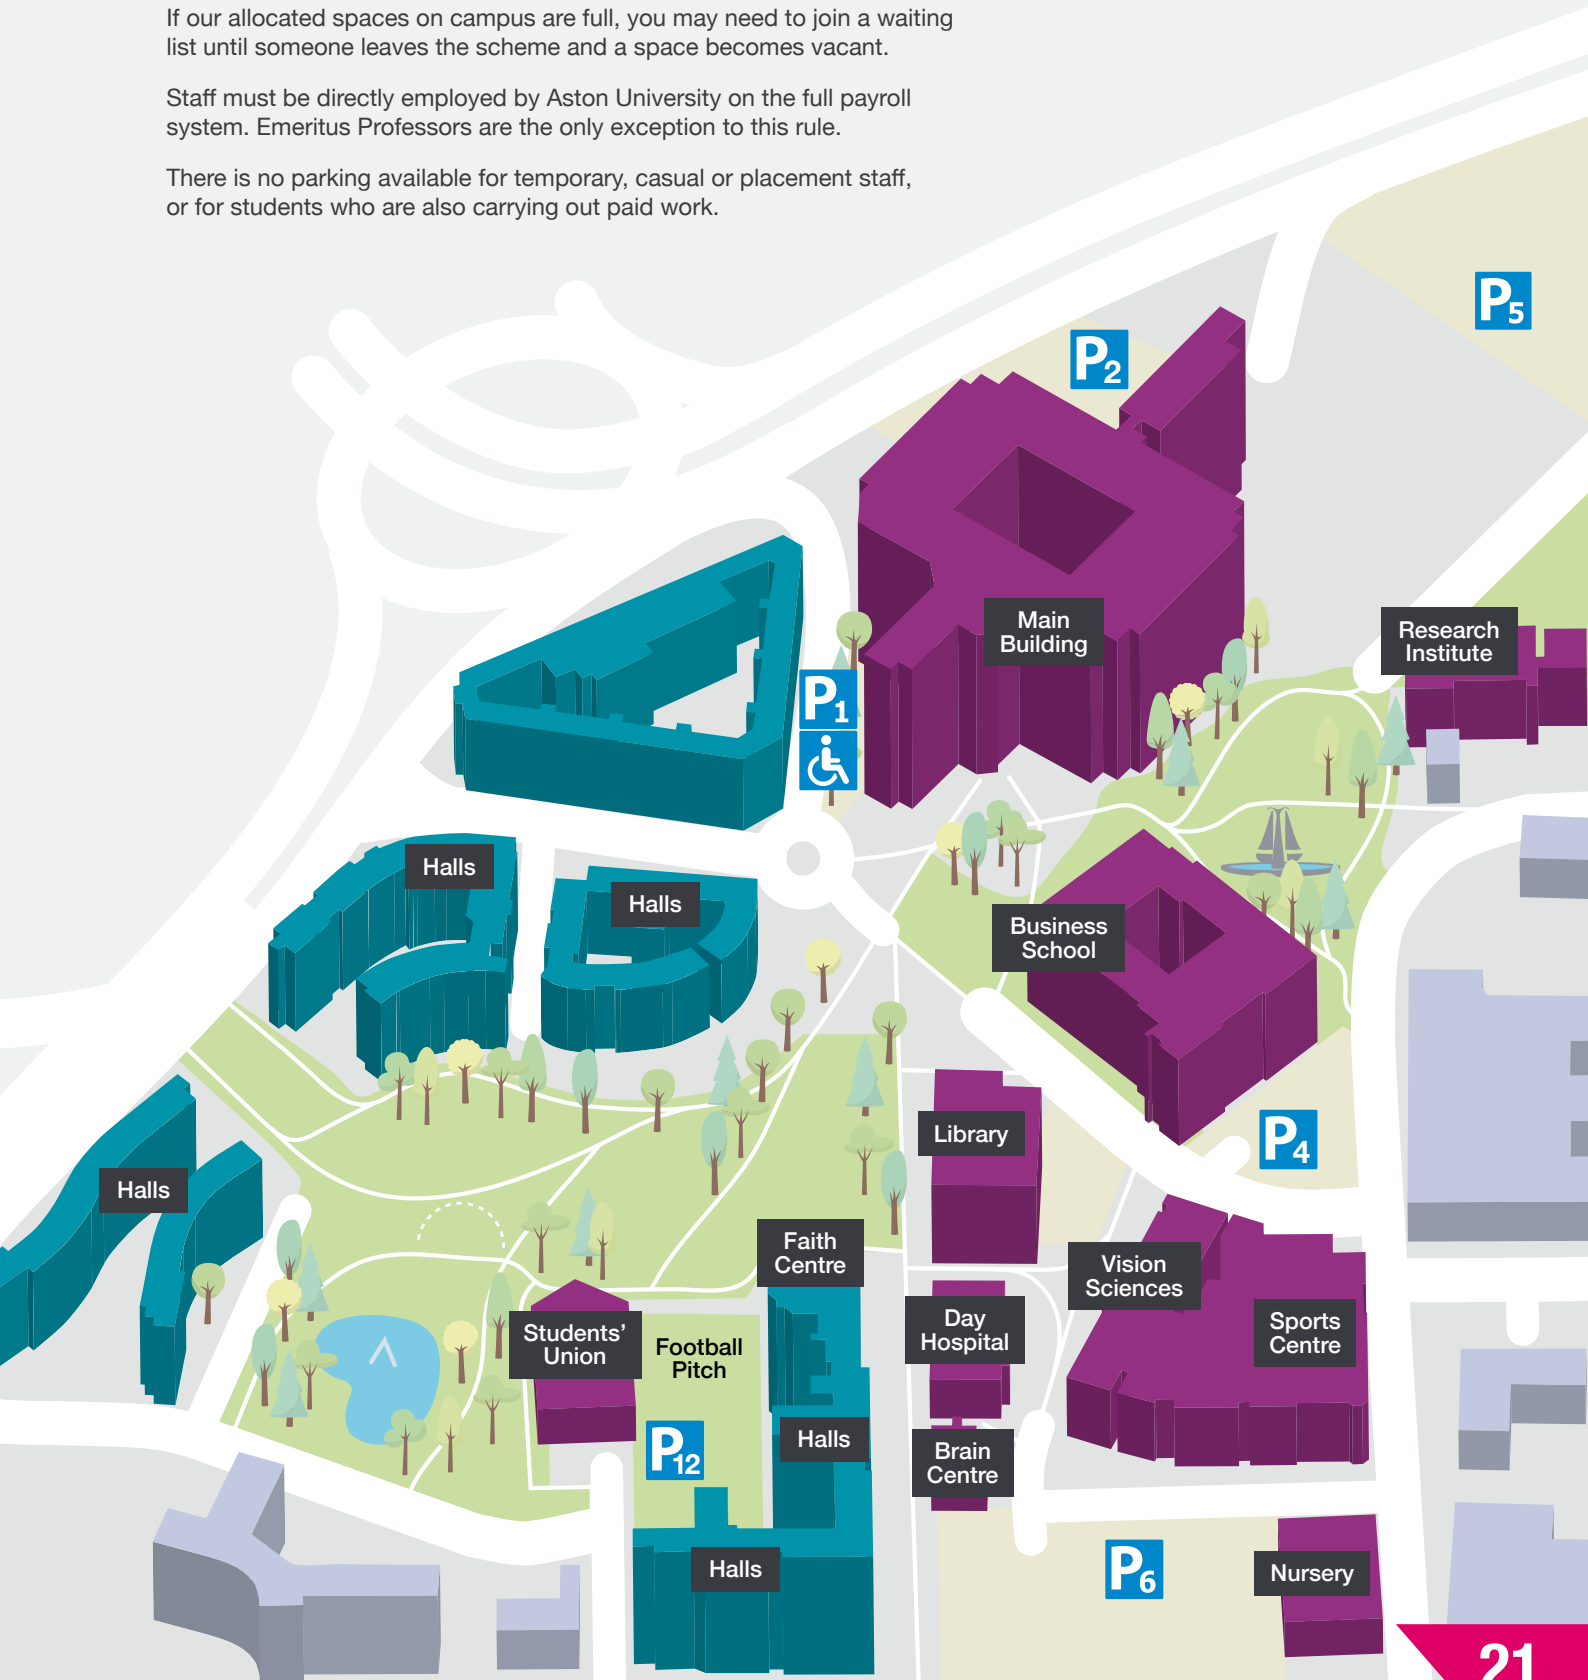 If our allocated spaces on campus are full, you may need to join a waiting
list until someone leaves the scheme and a space becomes vacant.
Staff must be directly employed by Aston University on the full payroll
system. Emeritus Professors are the only exception to this rule.
There is no parking available for temporary, casual or placement staff,
or for students who are also carrying out paid work.
P5
P2
Main
Building
Research
Institute
P1
Halls
Halls
Business
School
Library
P4
Halls
Faith
Centre
Vision
Sciences
Students'
Union
Football
Pitch
Day
Hospital
Sports
Centre
P12
Halls
Brain
Centre
Halls
P6
Nursery
21